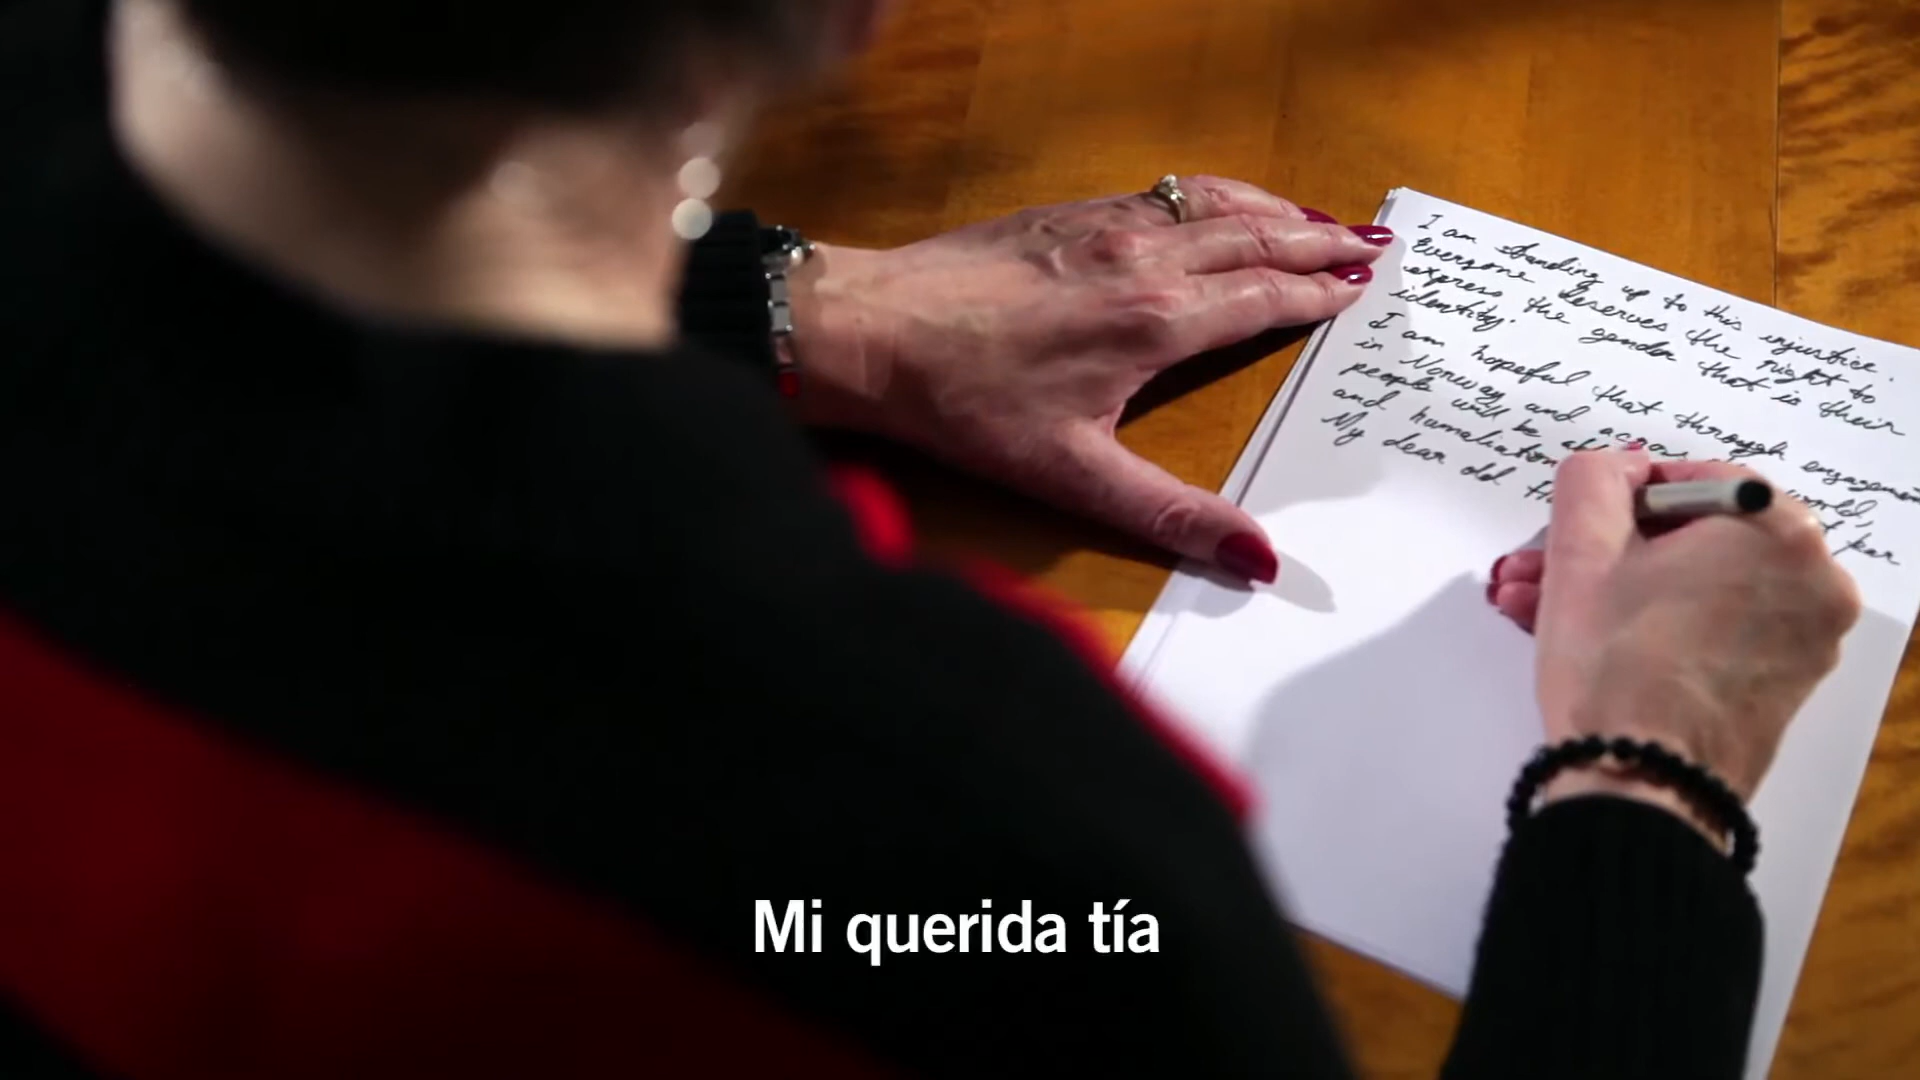 I am standing up to this injustice.
Everyone deserves the right to
express the gender that is their
identity.
I am hopeful that through engagement
in Norway and across world,
people will be fear
and humaliation
My dear old
Mi querida tía